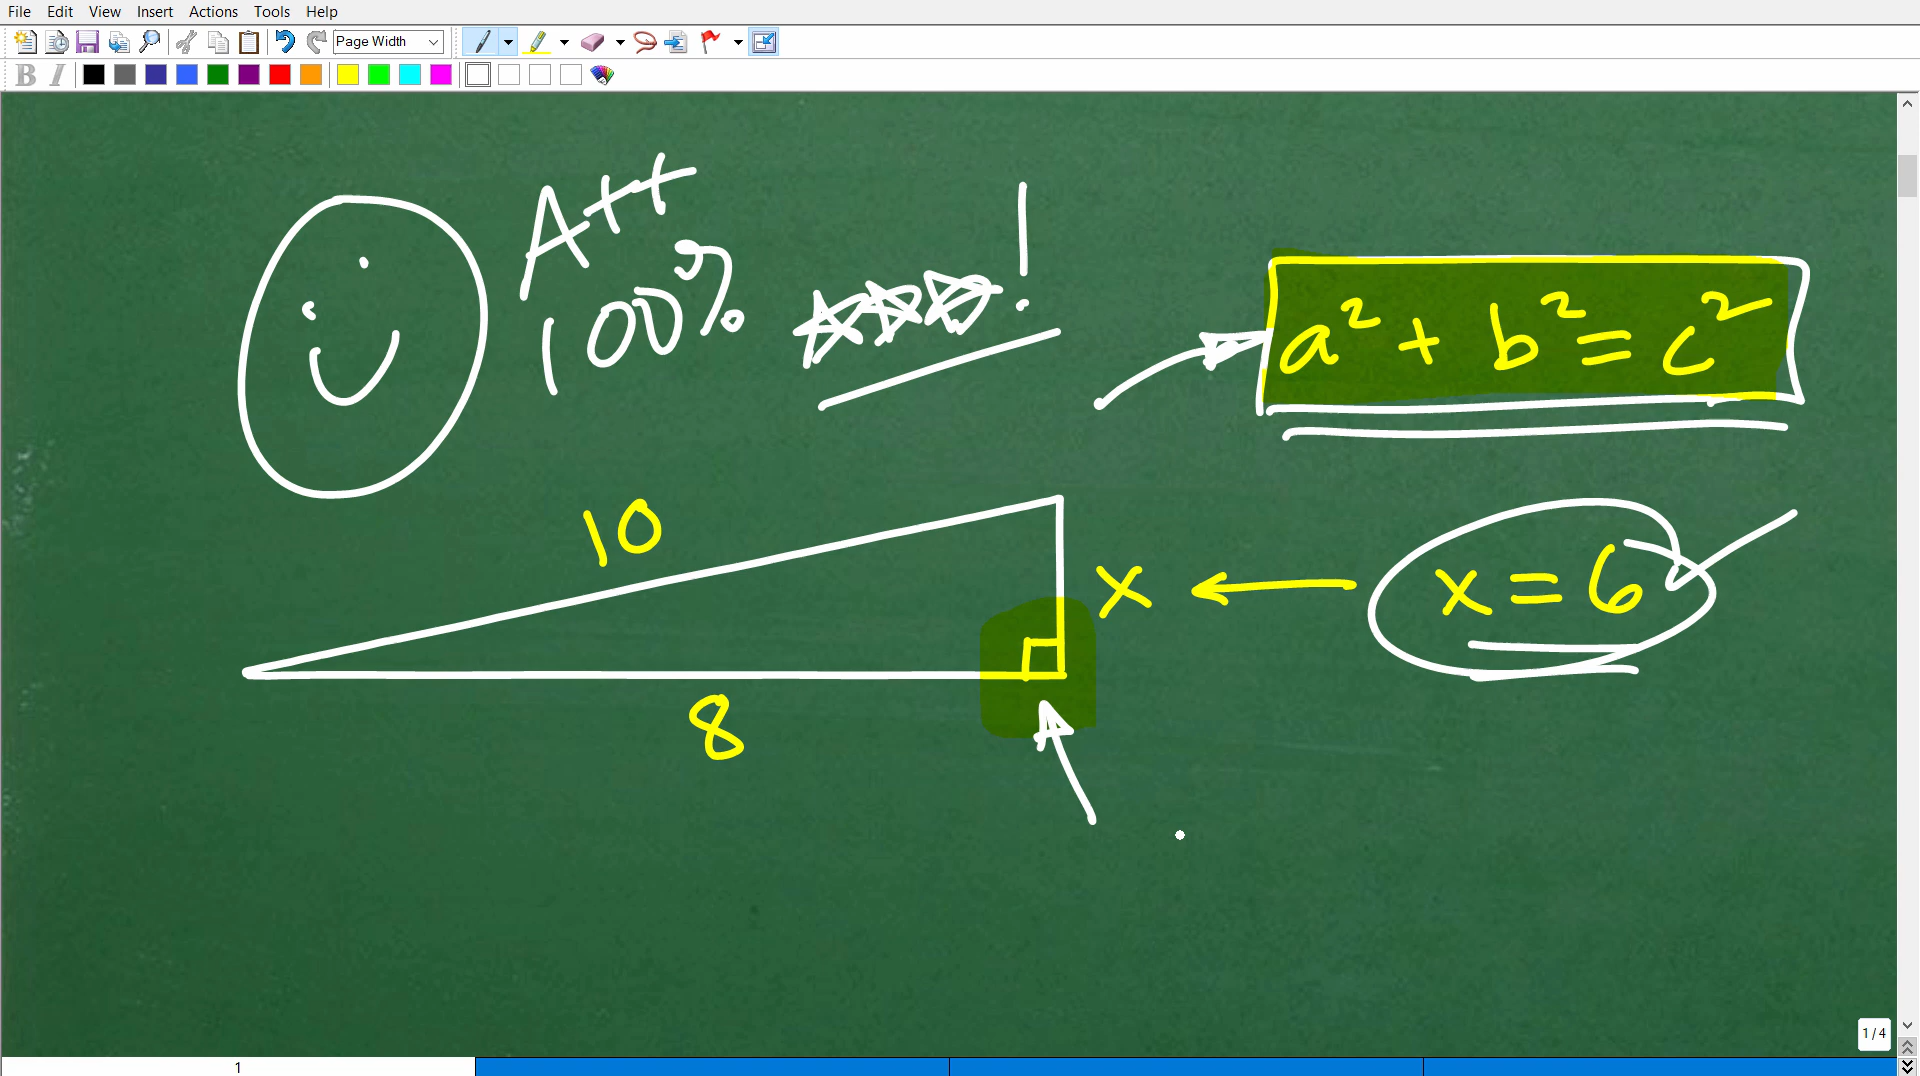 File Edit View Insert Actions Tools Help
Page Width
B I
A++
100%
!
a² + b² = c²
10
x
x = 6
8
1 / 4
1